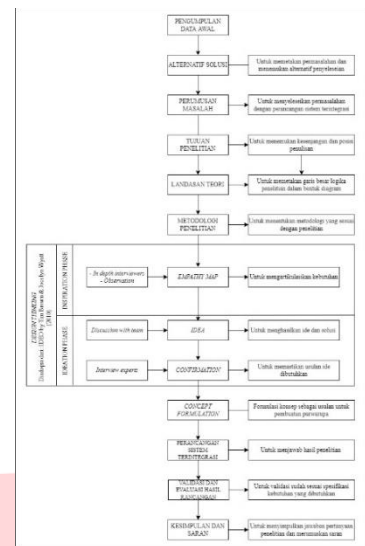 PENGUMPULAN
DATA AWAL
ALTERNATIF SOLUSI
Untuk memetakan permasalahan dan
menemukan alternatif penyelesaian
PERUMUSAN
MASALAH
Untuk menyelesaikan permasalahan
dengan perancangan sistem terintegrasi
TUJUAN
PENELITIAN
Untuk menemukan kesenjangan dan posisi
penelitian
LANDASAN TEORI
Untuk memetakan garis besar logika
penelitian dalam bentuk diagram
METODOLOGI
PENELITIAN
Untuk menentukan metodologi yang sesuai
dengan penelitian
DESIGN THINKING
INSPIRATION PHASE
- In depth interviewers
- Observation
EMPATHY MAP
Untuk mengartikulasikan kebutuhan
IDEATION PHASE
Discussion with team
IDEA
Untuk menghasilkan ide dan solusi
Interview experts
CONFIRMATION
Untuk memastikan usulan ide
dibutuhkan
CONCEPT
FORMULATION
Formulasi konsep sebagai usulan untuk
pembuatan purwarupa
PERANCANGAN
SISTEM
TERINTEGRASI
Untuk menjawab hasil penelitian
VALIDASI DAN
EVALUASI HASIL
RANCANGAN
Untuk validasi sudah sesuai spesifikasi
kebutuhan yang dibutuhkan
KESIMPULAN DAN
SARAN
Untuk menyimpulkan jawaban pertanyaan
penelitian dan merumuskan saran